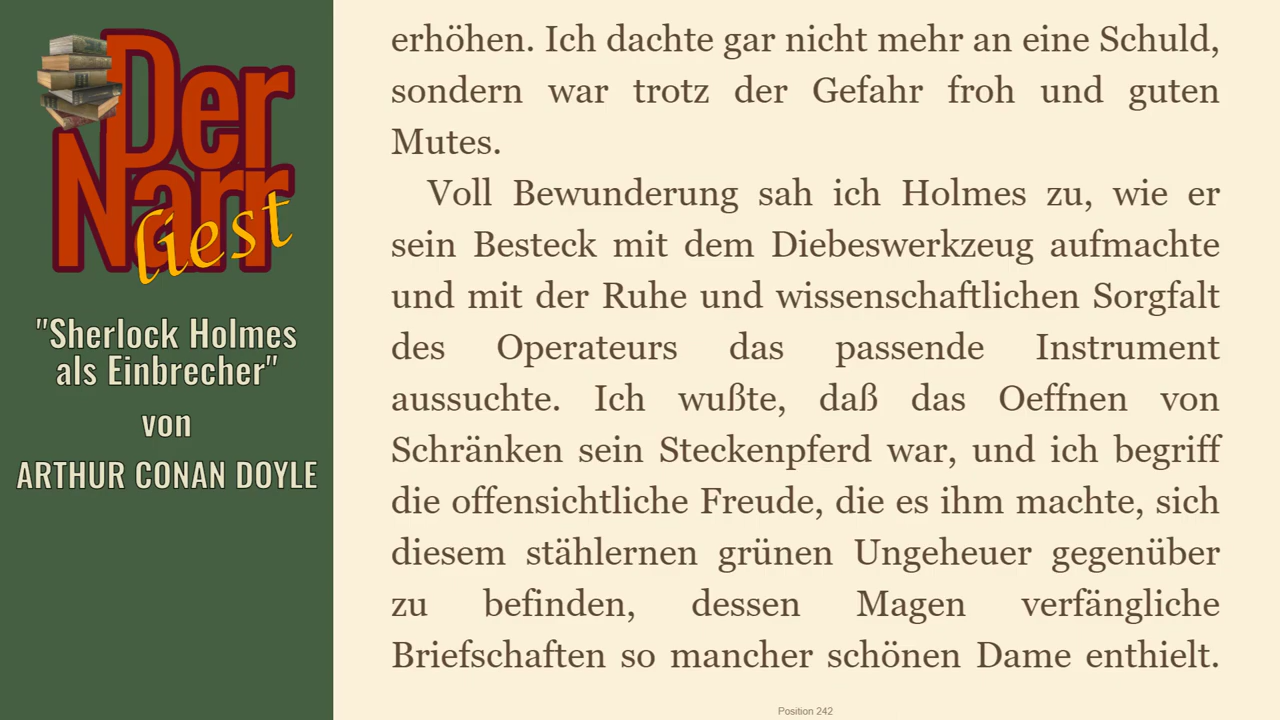 Der
Narr
liest
"Sherlock Holmes
als Einbrecher"
von
ARTHUR CONAN DOYLE
erhöhen. Ich dachte gar nicht mehr an eine Schuld,
sondern war trotz der Gefahr froh und guten
Mutes.
Voll Bewunderung sah ich Holmes zu, wie er
sein Besteck mit dem Diebeswerkzeug aufmachte
und mit der Ruhe und wissenschaftlichen Sorgfalt
des Operateurs das passende Instrument
aussuchte. Ich wußte, daß das Oeffnen von
Schränken sein Steckenpferd war, und ich begriff
die offensichtliche Freude, die es ihm machte, sich
diesem stählernen grünen Ungeheuer gegenüber
zu befinden, dessen Magen verfängliche
Briefschaften so mancher schönen Dame enthielt.
Position 242